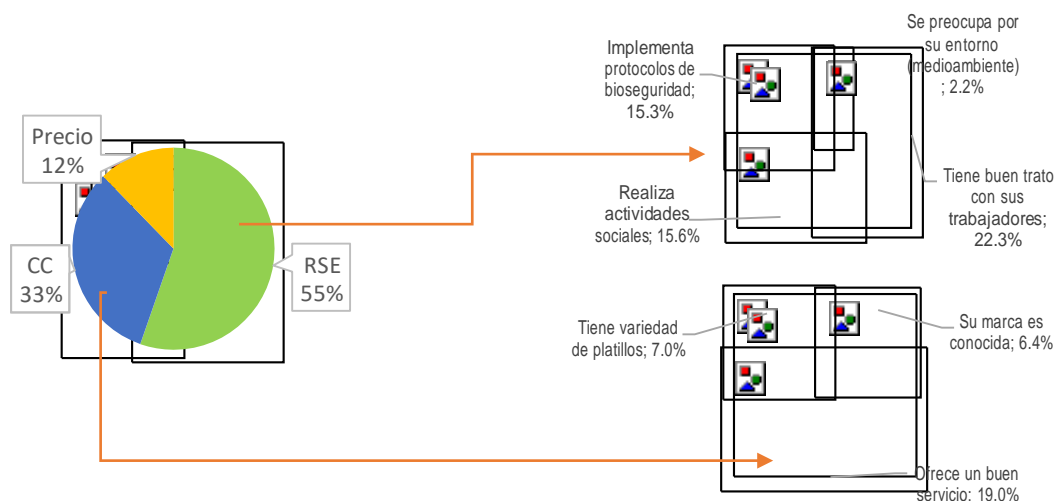 Precio
12%
CC
33%
RSE
55%
Implementa
protocolos de
bioseguridad;
15.3%
Se preocupa por
su entorno
(medioambiente)
; 2.2%
Realiza
actividades
sociales; 15.6%
Tiene buen trato
con sus
trabajadores;
22.3%
Tiene variedad
de platillos; 7.0%
Su marca es
conocida; 6.4%
Ofrece un buen
servicio; 19.0%